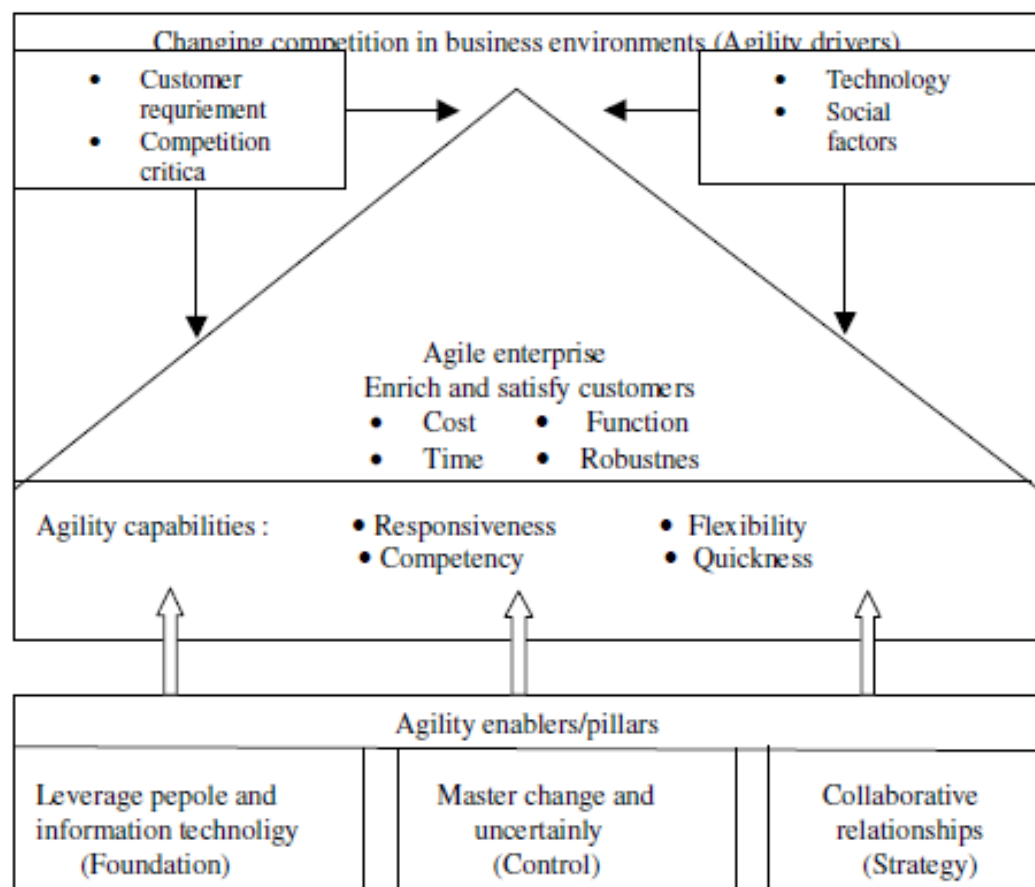 Changing competition in business environments (Agility drivers)
• Customer
requriement
• Competition
critica
• Technology
• Social
factors
Agile enterprise
Enrich and satisfy customers
• Cost • Function
• Time • Robustnes
Agility capabilities : • Responsiveness • Flexibility
• Competency • Quickness
Agility enablers/pillars
Leverage pepole and
information technoligy
(Foundation)
Master change and
uncertainly
(Control)
Collaborative
relationships
(Strategy)